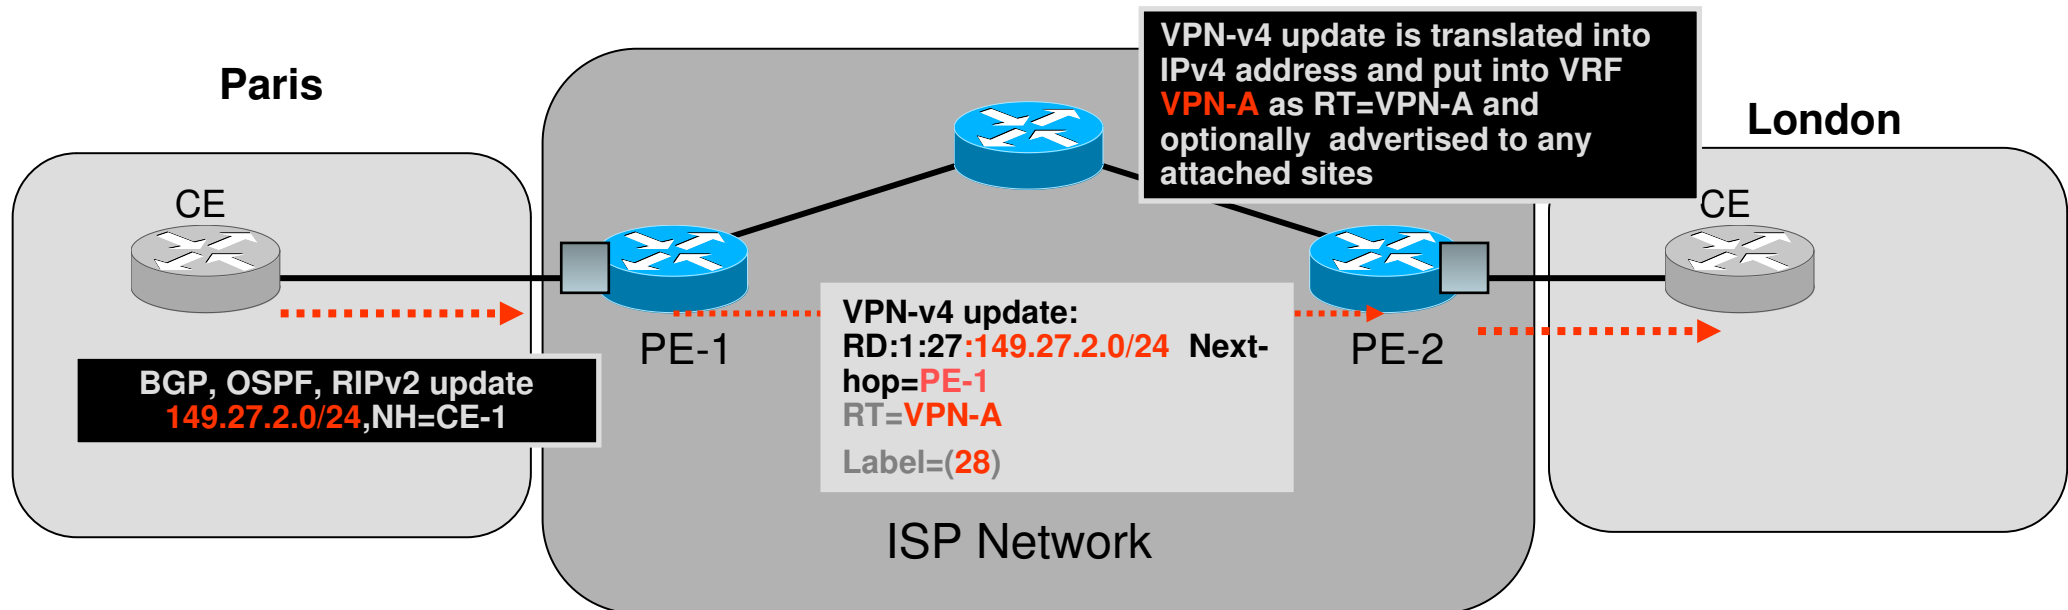 Paris
CE
BGP, OSPF, RIPv2 update
149.27.2.0/24,NH=CE-1
PE-1
VPN-v4 update:
RD:1:27:149.27.2.0/24 Next-
hop=PE-1
RT=VPN-A
Label=(28)
ISP Network
VPN-v4 update is translated into
IPv4 address and put into VRF
VPN-A as RT=VPN-A and
optionally advertised to any
attached sites
PE-2
London
CE